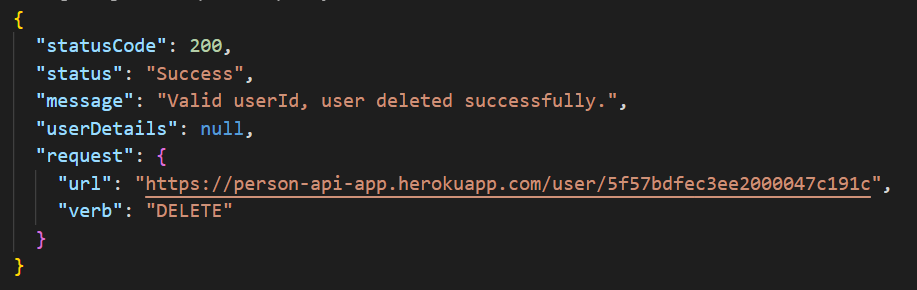 {
"statusCode": 200,
"status": "Success",
"message": "Valid userId, user deleted successfully.",
"userDetails": null,
"request": {
"url": "https://person-api-app.herokuapp.com/user/5f57bdfec3ee2000047c191c",
"verb": "DELETE"
}
}